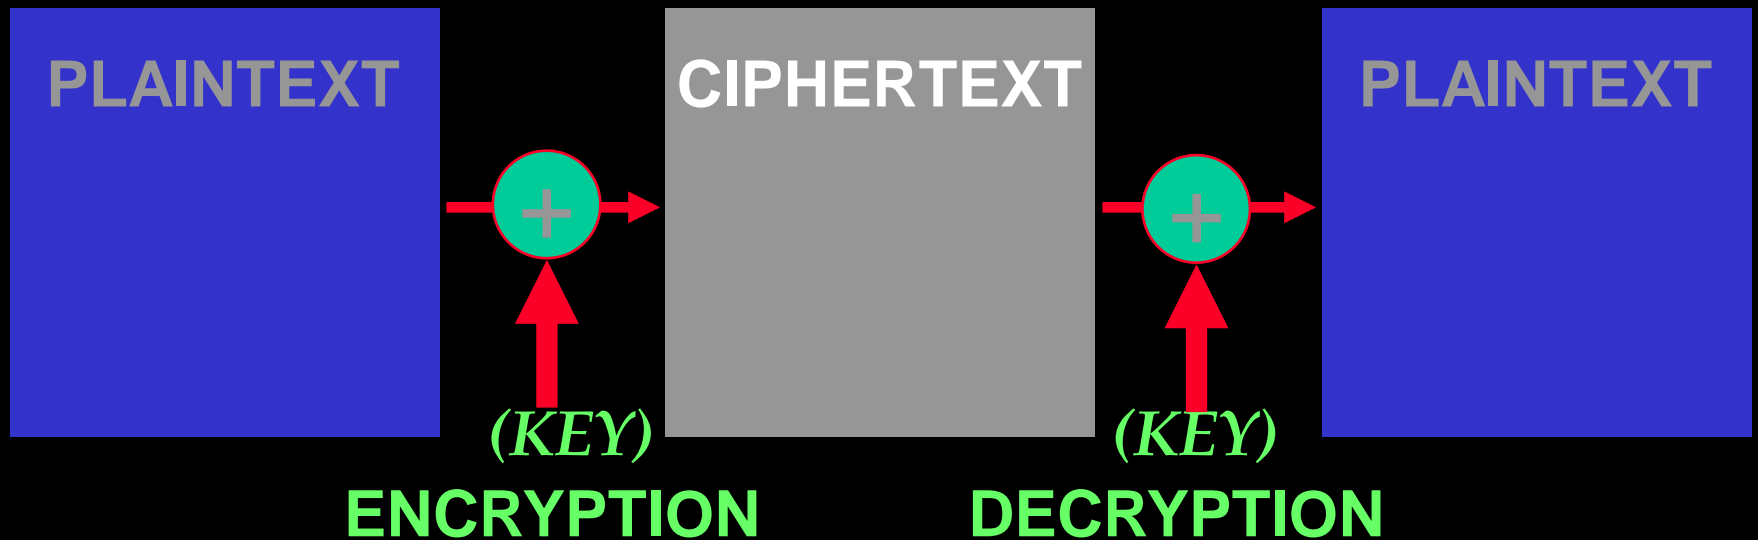 PLAINTEXT
CIPHERTEXT
PLAINTEXT
+
+
(KEY)
(KEY)
ENCRYPTION
DECRYPTION